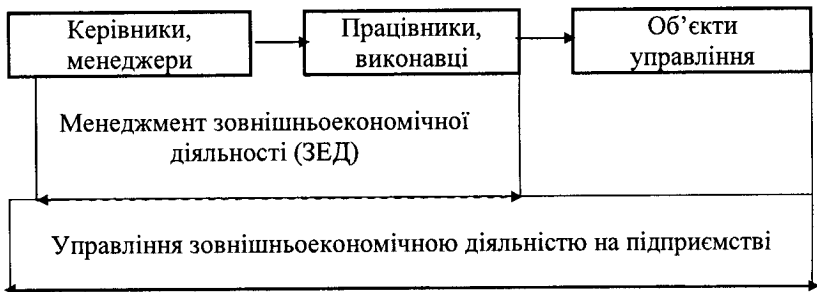 Керівники,
менеджери
Працівники,
виконавці
Об’єкти
управління
Менеджмент зовнішньоекономічної
діяльності (ЗЕД)
Управління зовнішньоекономічною діяльністю на підприємстві